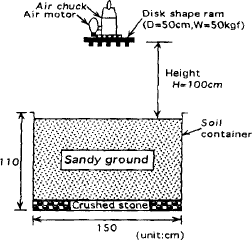 Air chuck
Air motor
Disk shape ram
(D=50cm,W=50kgf)
Height
H=100cm
Soil
container
110
Sandy ground
Crushed stone
150
(unit:cm)